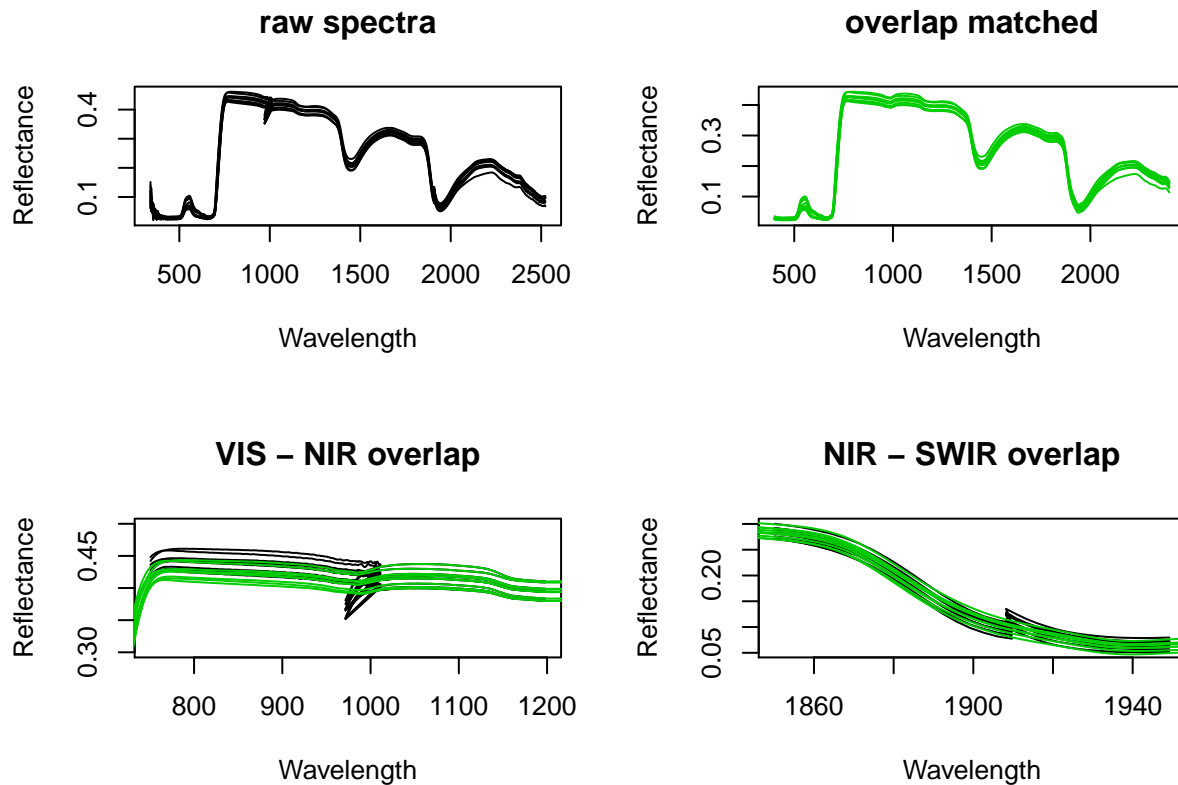 raw spectra
Reflectance
0.1
0.4
500
1000
1500
2000
2500
Wavelength
overlap matched
Reflectance
0.1
0.3
500
1000
1500
2000
Wavelength
VIS – NIR overlap
Reflectance
0.30
0.45
800
900
1000
1100
1200
Wavelength
NIR – SWIR overlap
Reflectance
0.05
0.20
1860
1900
1940
Wavelength